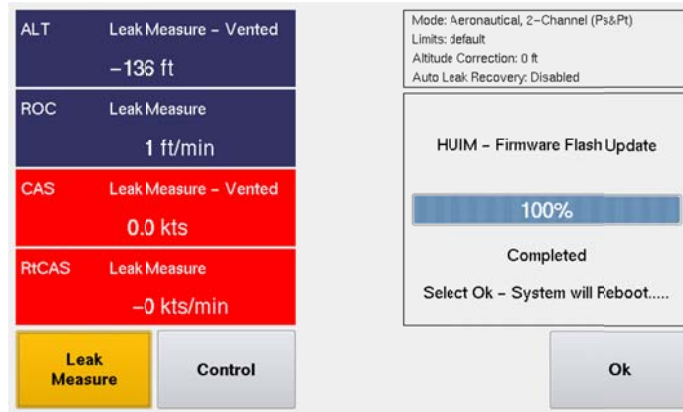 ALT Leak Measure – Vented
–136 ft
ROC Leak Measure
1 ft/min
CAS Leak Measure – Vented
0.0 kts
RtCAS Leak Measure
–0 kts/min
Leak
Measure
Control
Mode: Aeronautical, 2–Channel (Ps&Pt)
Limits: default
Altitude Correction: 0 ft
Auto Leak Recovery: Disabled
HUIM – Firmware Flash Update
100%
Completed
Select Ok – System will Reboot.....
Ok